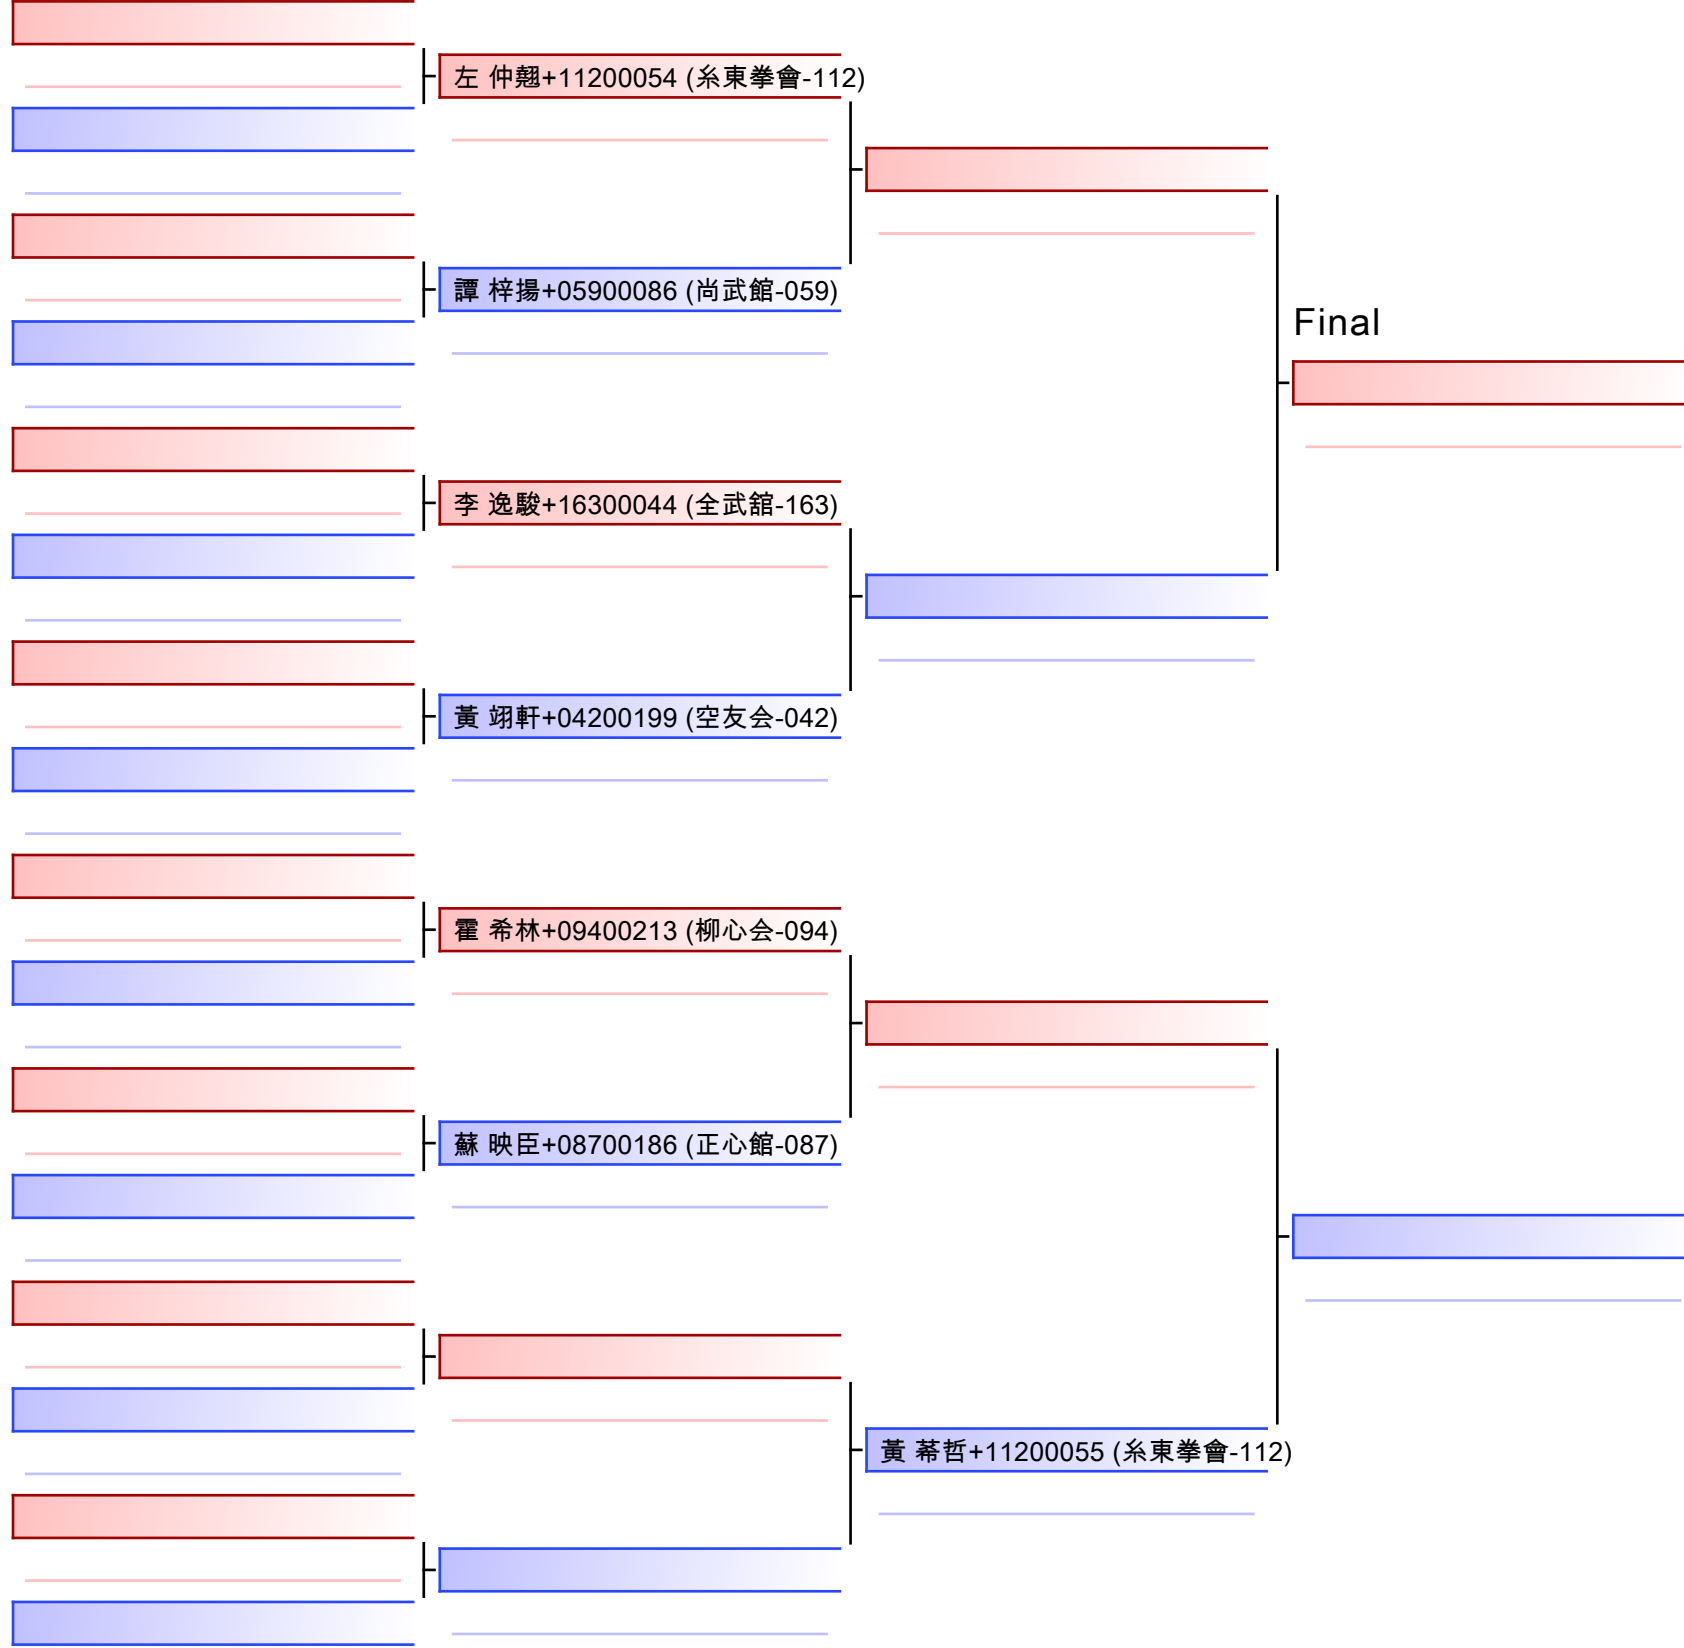 左 仲翹+11200054 (糸東拳會-112)
譚 梓揚+05900086 (尚武館-059)
Final
李 逸駿+16300044 (全武舘-163)
黃 翊軒+04200199 (空友会-042)
霍 希林+09400213 (柳心会-094)
蘇 映臣+08700186 (正心館-087)
黃 莃哲+11200055 (糸東拳會-112)